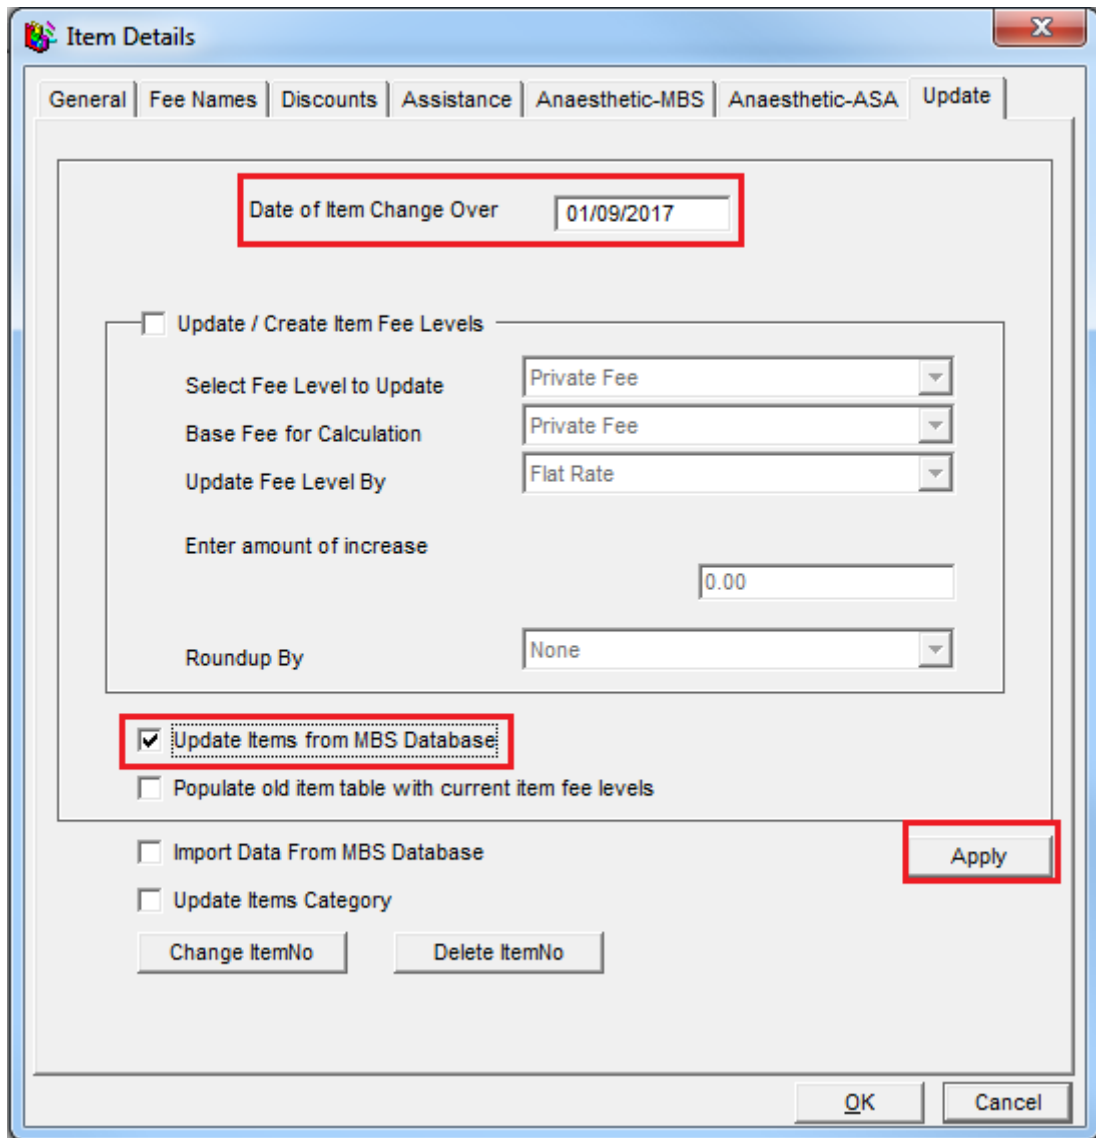 Item Details
General Fee Names Discounts Assistance Anaesthetic-MBS Anaesthetic-ASA Update
Date of Item Change Over 01/09/2017
Update / Create Item Fee Levels
Select Fee Level to Update Private Fee
Base Fee for Calculation Private Fee
Update Fee Level By Flat Rate
Enter amount of increase
0.00
Roundup By None
Update Items from MBS Database
Populate old item table with current item fee levels
Import Data From MBS Database
Apply
Update Items Category
Change ItemNo Delete ItemNo
OK Cancel